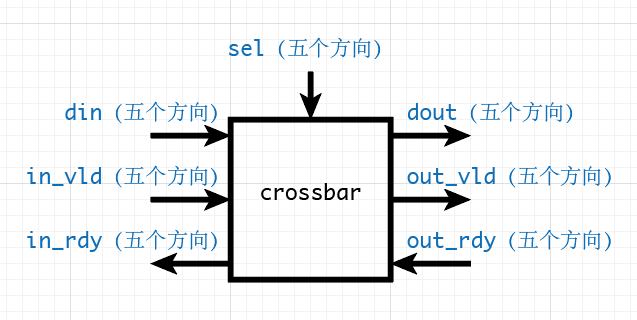 sel (五个方向)
din (五个方向)
dout (五个方向)
in_vld (五个方向)
out_vld (五个方向)
crossbar
in_rdy (五个方向)
out_rdy (五个方向)